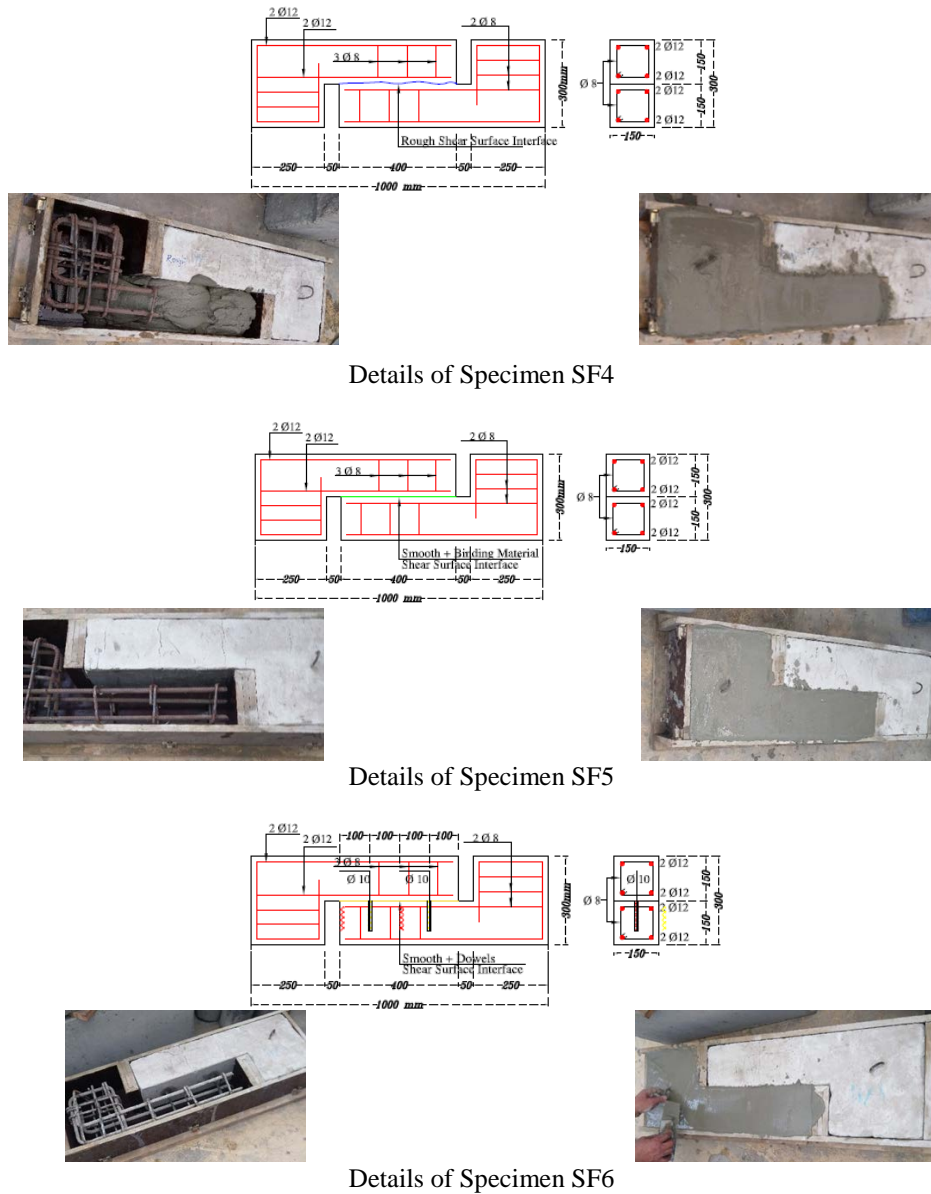 2 Ø12
2 Ø12
2 Ø 8
3 Ø 8
300mm
Rough Shear Surface Interface
250
50
400
50
250
1000 mm
Ø 8
2 Ø12
2 Ø12
2 Ø12
2 Ø12
150
150
300
150
Details of Specimen SF4
2 Ø12
2 Ø12
2 Ø 8
3 Ø 8
300mm
Smooth + Binding Material
Shear Surface Interface
250
50
400
50
250
1000 mm
Ø 8
2 Ø12
2 Ø12
2 Ø12
2 Ø12
150
150
300
150
Details of Specimen SF5
100
100
100
100
2 Ø12
2 Ø12
2 Ø 8
3 Ø 8
Ø 10
Ø 10
300mm
Smooth + Dowels
Shear Surface Interface
250
50
400
50
250
1000 mm
Ø 8
Ø 10
2 Ø12
2 Ø12
2 Ø12
2 Ø12
150
150
300
150
Details of Specimen SF6